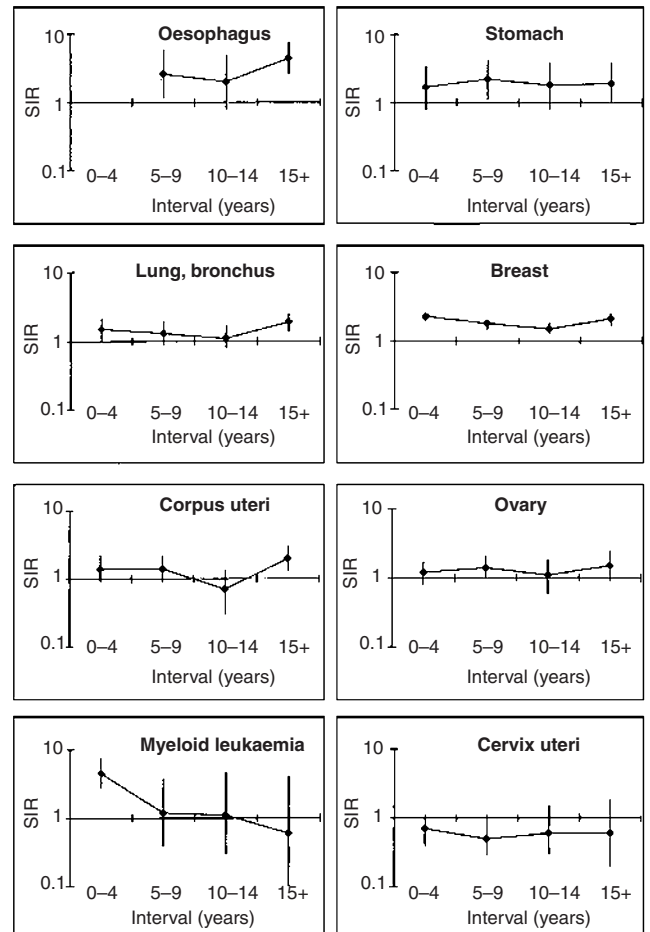 Oesophagus
10
SIR
1
0.1
0–4 5–9 10–14 15+
Interval (years)
Stomach
10
SIR
1
0.1
0–4 5–9 10–14 15+
Interval (years)
Lung, bronchus
10
SIR
1
0.1
0–4 5–9 10–14 15+
Interval (years)
Breast
10
SIR
1
0.1
0–4 5–9 10–14 15+
Interval (years)
Corpus uteri
10
SIR
1
0.1
0–4 5–9 10–14 15+
Interval (years)
Ovary
10
SIR
1
0.1
0–4 5–9 10–14 15+
Interval (years)
Myeloid leukaemia
10
SIR
1
0.1
0–4 5–9 10–14 15+
Interval (years)
Cervix uteri
10
SIR
1
0.1
0–4 5–9 10–14 15+
Interval (years)